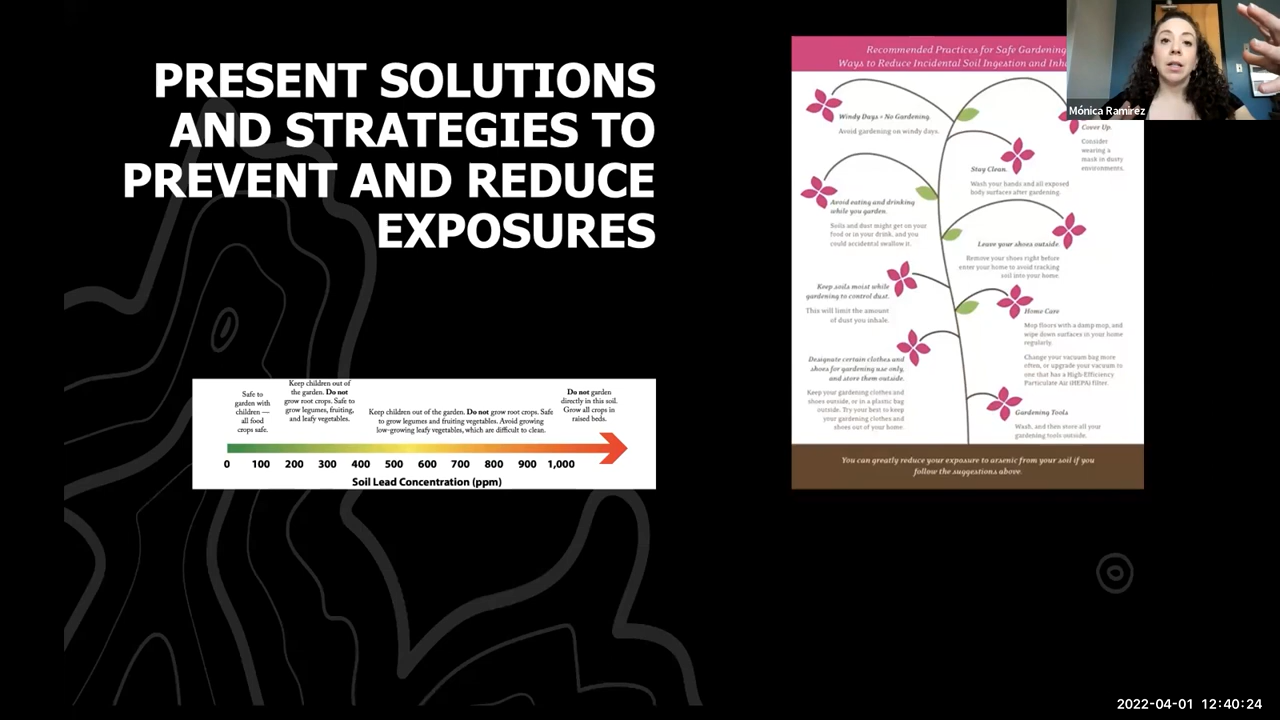 PRESENT SOLUTIONS
AND STRATEGIES TO
PREVENT AND REDUCE
EXPOSURES
Safe to
garden with
children —
all food
crops safe.
Keep children out of
the garden. Do not
grow root crops. Safe to
grow legumes, fruiting,
and leafy vegetables.
Keep children out of the garden. Do not grow root crops. Safe
to grow legumes and fruiting vegetables. Avoid growing
low-growing leafy vegetables, which are difficult to clean.
Do not garden
directly in this soil.
Grow all crops in
raised beds.
0 100 200 300 400 500 600 700 800 900 1,000
Soil Lead Concentration (ppm)
Recommended Practices for Safe Gardening
Ways to Reduce Incidental Soil Ingestion and
Windy Days = No Gardening.
Avoid gardening on windy days.
Cover Up.
Consider
wearing a
mask in dusty
environments.
Stay Clean.
Wash your hands and all exposed
body surfaces after gardening.
Avoid eating and drinking
while you garden.
Soils and dust might get on your
food or in your drink, and you
could accidental swallow it.
Leave your shoes outside.
Remove your shoes right before
enter your home to avoid tracking
soil into your home.
Keep soils moist while
gardening to control dust.
This will limit the amount
of dust you inhale.
Home Care
Mop floors with a damp mop, and
wipe down surfaces in your home
regularly.
Change your vacuum bag more
often, or upgrade your vacuum to
one that has a High-Efficiency
Particulate Air (HEPA) filter.
Designate certain clothes and
shoes for gardening use only,
and store them outside.
Keep your gardening clothes and
shoes outside, or in a plastic bag
outside. Try your best to keep
your gardening clothes and
shoes out of your home.
Gardening Tools
Wash, and then store all your
gardening tools outside.
You can greatly reduce your exposure to arsenic from your soil if you
follow the suggestions above.
Mónica Ramirez
2022-04-01 12:40:24